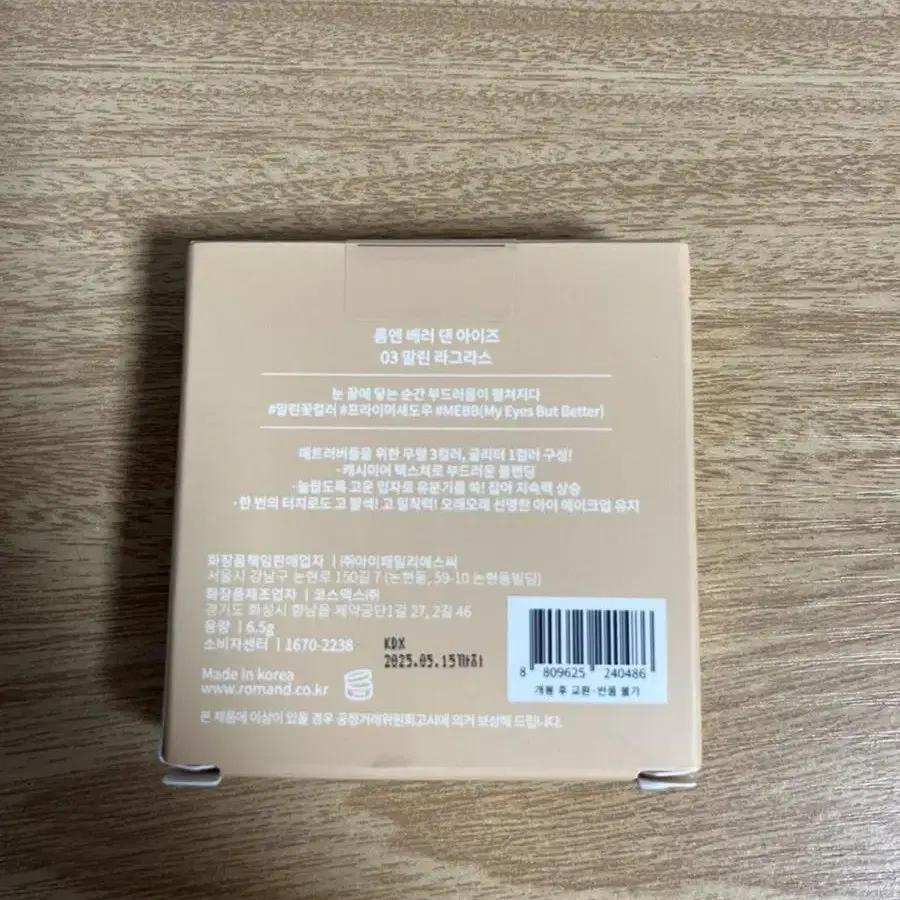 롬앤 베러 댄 아이즈
03 말린 라그라스
눈 끝에 닿는 순간 부드러움이 펼쳐지다
#말린꽃컬러 #프라이어섀도우 #MEBB(My Eyes But Better)
매트러버들을 위한 무펄 3컬러, 글리터 1컬러 구성!
· 캐시미어 텍스처로 부드러운 블렌딩
· 놀랍도록 고운 입자로 유분기를 쏙! 잡아 지속력 상승
· 한 번의 터치로도 고 발색! 고 밀착력! 오래오래 선명한 아이 메이크업 유지
화장품책임판매업자 | ㈜아이패밀리에스씨
서울시 강남구 논현로 150길 7 (논현동, 59-10 논현동빌딩)
화장품제조업자 | 코스맥스㈜
경기도 화성시 향남읍 제약공단1길 27, 2길 46
용량 | 6.5g
소비자센터 | 1670-2238
KDX
2025.05.15까지
Made in korea
www.romand.co.kr
8 809625 240486
개봉 후 교환·반품 불가
본 제품에 이상이 있을 경우 공정거래위원회고시에 의거 보상해 드립니다.